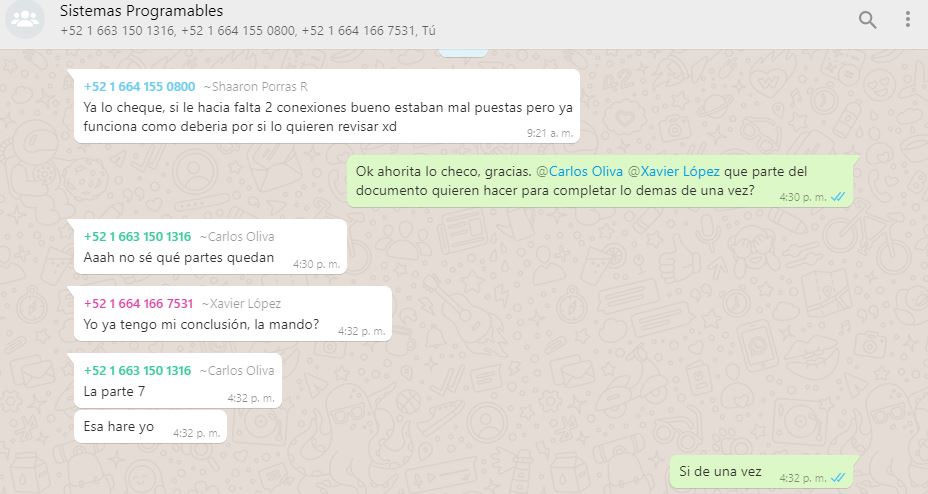 Sistemas Programables
+52 1 663 150 1316, +52 1 664 155 0800, +52 1 664 166 7531, Tú
+52 1 664 155 0800 ~Shaaron Porras R
Ya lo cheque, si le hacia falta 2 conexiones bueno estaban mal puestas pero ya
funciona como deberia por si lo quieren revisar xd
9:21 a. m.
Ok ahorita lo checo, gracias. @Carlos Oliva @Xavier López que parte del
documento quieren hacer para completar lo demas de una vez?
4:30 p. m.
+52 1 663 150 1316 ~Carlos Oliva
Aaah no sé qué partes quedan
4:30 p. m.
+52 1 664 166 7531 ~Xavier López
Yo ya tengo mi conclusión, la mando?
4:32 p. m.
+52 1 663 150 1316 ~Carlos Oliva
La parte 7
4:32 p. m.
Esa hare yo
4:32 p. m.
Si de una vez
4:32 p. m.